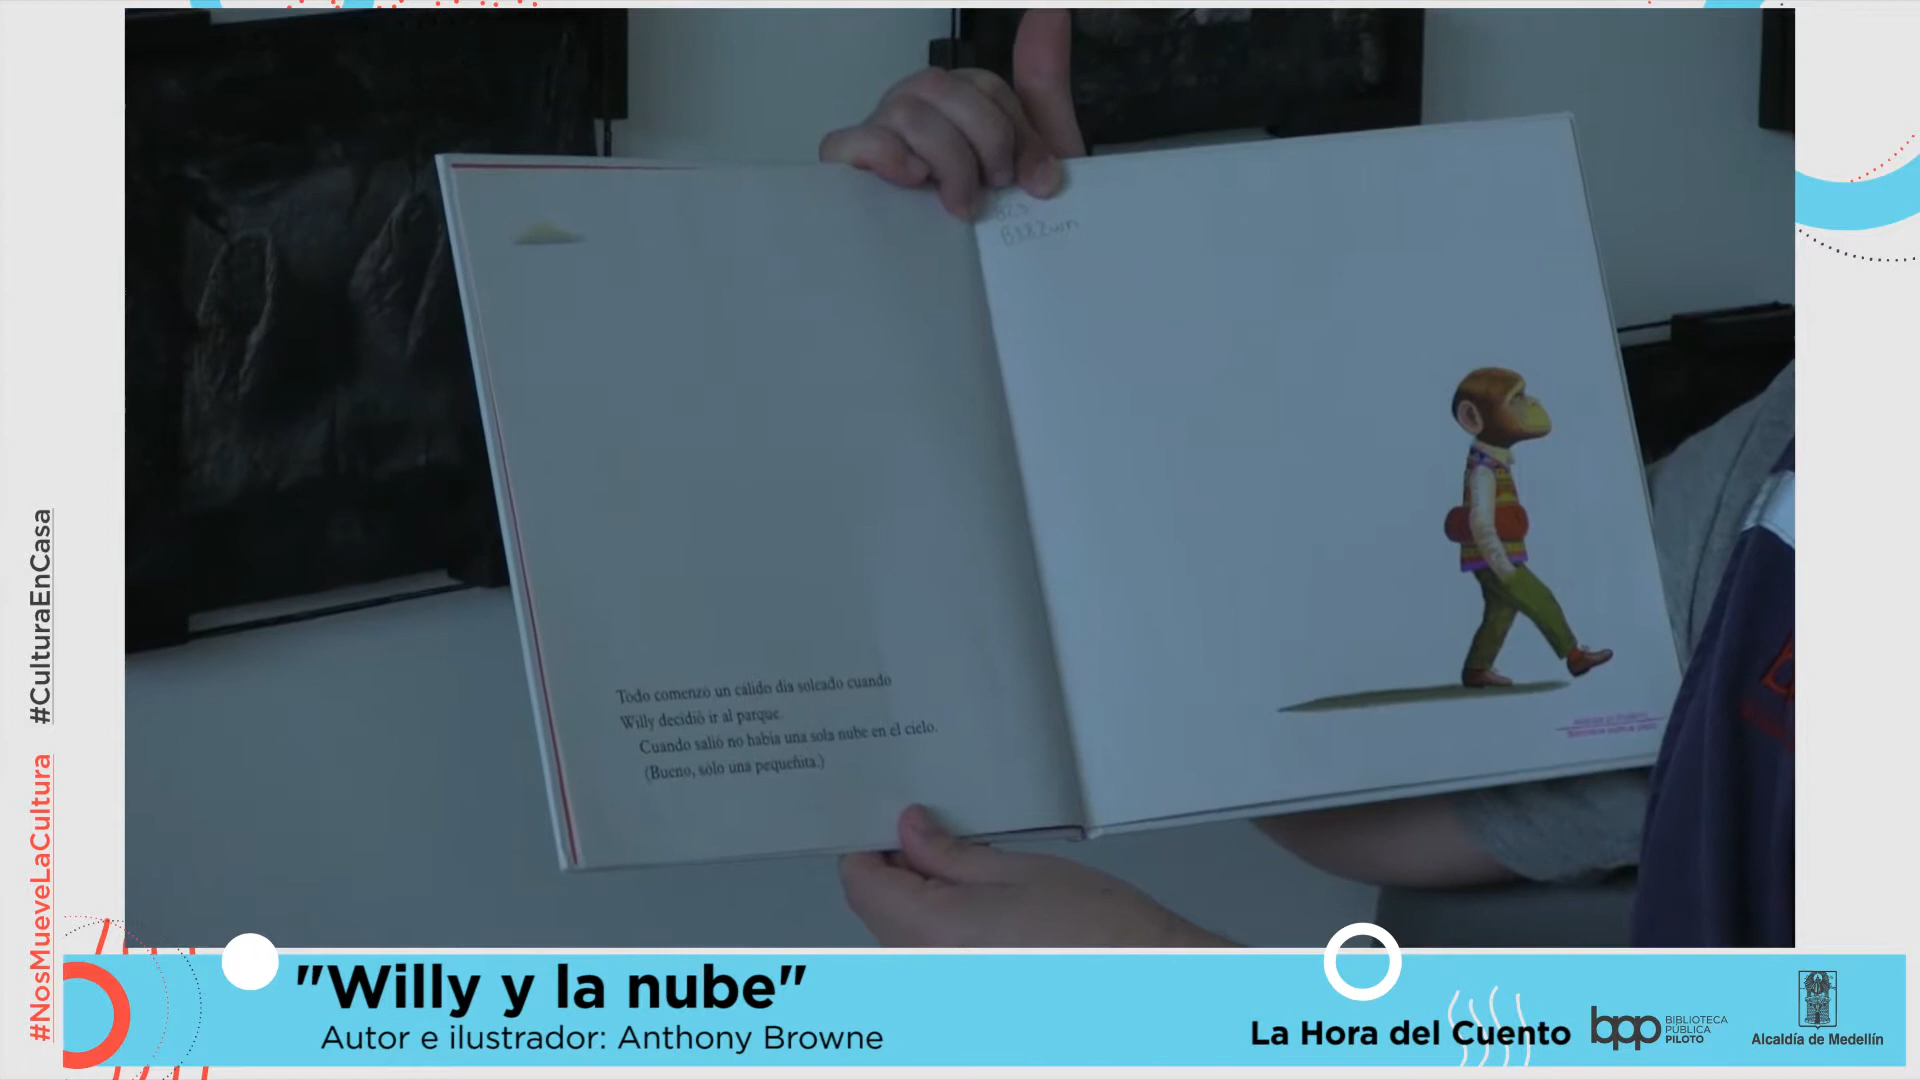 Todo comenzó un cálido día soleado cuando
Willy decidió ir al parque.
Cuando salió no había una sola nube en el cielo.
(Bueno, sólo una pequeñita.)
#NosMueveLaCultura #CulturaEnCasa
"Willy y la nube"
Autor e ilustrador: Anthony Browne
La Hora del Cuento
bpp
BIBLIOTECA
PÚBLICA
PILOTO
Alcaldía de Medellín